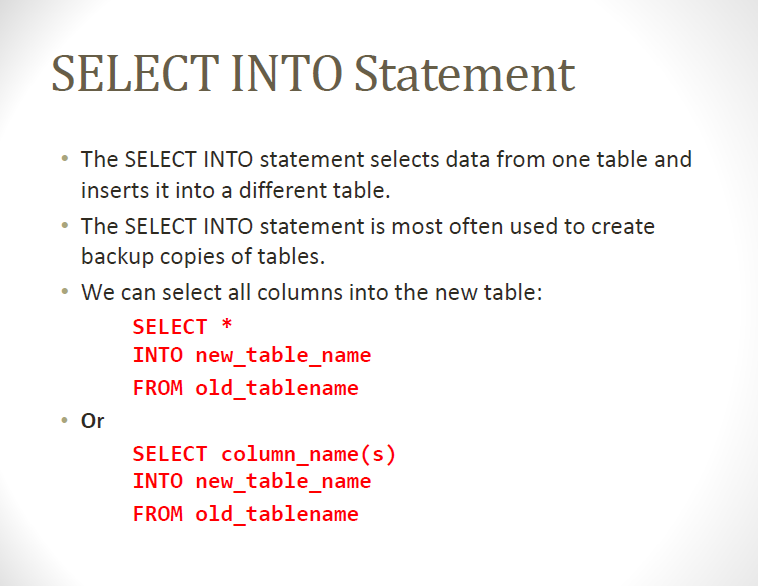 SELECT INTO Statement
• The SELECT INTO statement selects data from one table and
inserts it into a different table.
• The SELECT INTO statement is most often used to create
backup copies of tables.
• We can select all columns into the new table:
SELECT *
INTO new_table_name
FROM old_tablename
• Or
SELECT column_name(s)
INTO new_table_name
FROM old_tablename